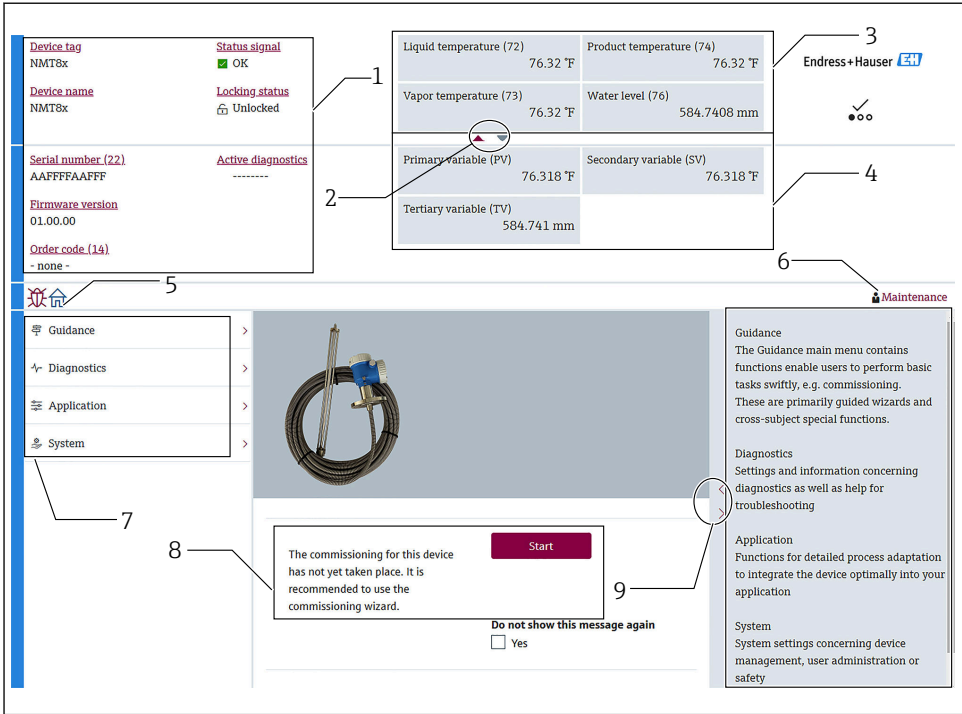 Device tag
NMT8x
Status signal
OK
Device name
NMT8x
Locking status
Unlocked
1
Liquid temperature (72)
76.32 °F
Product temperature (74)
76.32 °F
Vapor temperature (73)
76.32 °F
Water level (76)
584.7408 mm
3
Endress+Hauser EH
Serial number (22)
AAFFFFAAFFF
Active diagnostics
--------
Firmware version
01.00.00
Order code (14)
- none -
2
Primary variable (PV)
76.318 °F
Secondary variable (SV)
76.318 °F
Tertiary variable (TV)
584.741 mm
4
5
6
Maintenance
Guidance
Diagnostics
Application
System
7
8
The commissioning for this device
has not yet taken place. It is
recommended to use the
commissioning wizard.
Start
Do not show this message again
Yes
9
Guidance
The Guidance main menu contains
functions enable users to perform basic
tasks swiftly, e.g. commissioning.
These are primarily guided wizards and
cross-subject special functions.
Diagnostics
Settings and information concerning
diagnostics as well as help for
troubleshooting
Application
Functions for detailed process adaptation
to integrate the device optimally into your
application
System
System settings concerning device
management, user administration or
safety